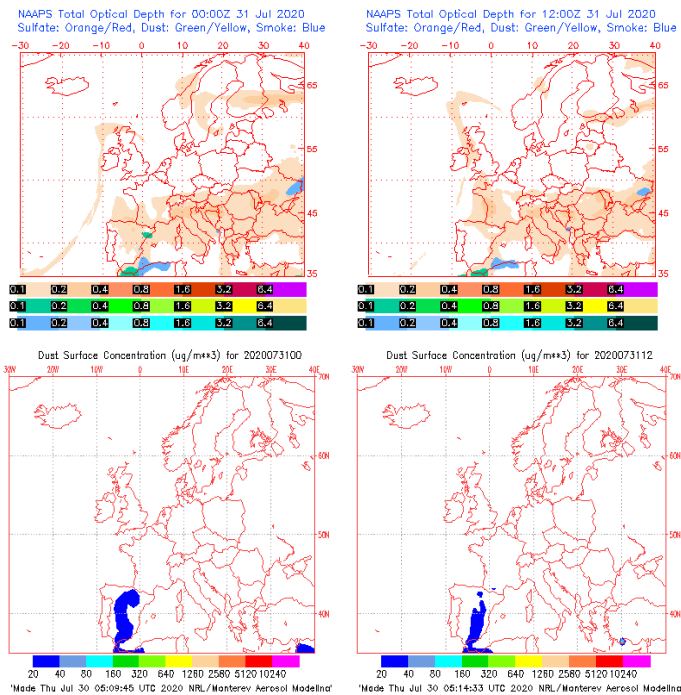 NAAPS Total Optical Depth for 00:00Z 31 Jul 2020
Sulfate: Orange/Red, Dust: Green/Yellow, Smoke: Blue
-30 -20 -10 0 10 20 30 40
65
55
45
35
0.1 0.2 0.4 0.8 1.6 3.2 6.4
0.1 0.2 0.4 0.8 1.6 3.2 6.4
0.1 0.2 0.4 0.8 1.6 3.2 6.4
NAAPS Total Optical Depth for 12:00Z 31 Jul 2020
Sulfate: Orange/Red, Dust: Green/Yellow, Smoke: Blue
-30 -20 -10 0 10 20 30 40
65
55
45
35
0.1 0.2 0.4 0.8 1.6 3.2 6.4
0.1 0.2 0.4 0.8 1.6 3.2 6.4
0.1 0.2 0.4 0.8 1.6 3.2 6.4
Dust Surface Concentration (ug/m**3) for 2020073100
30W 20W 10W 0 10E 20E 30E 40E
70N
60N
50N
40N
20 40 80 160 320 640 1280 2560 5120 10240
'Made Thu Jul 30 05:09:45 UTC 2020 NRL/Monterey Aerosol Modeling'
Dust Surface Concentration (ug/m**3) for 2020073112
30W 20W 10W 0 10E 20E 30E 40E
70N
60N
50N
40N
20 40 80 160 320 640 1280 2560 5120 10240
'Made Thu Jul 30 05:14:33 UTC 2020 NRL/Monterey Aerosol Modeling'